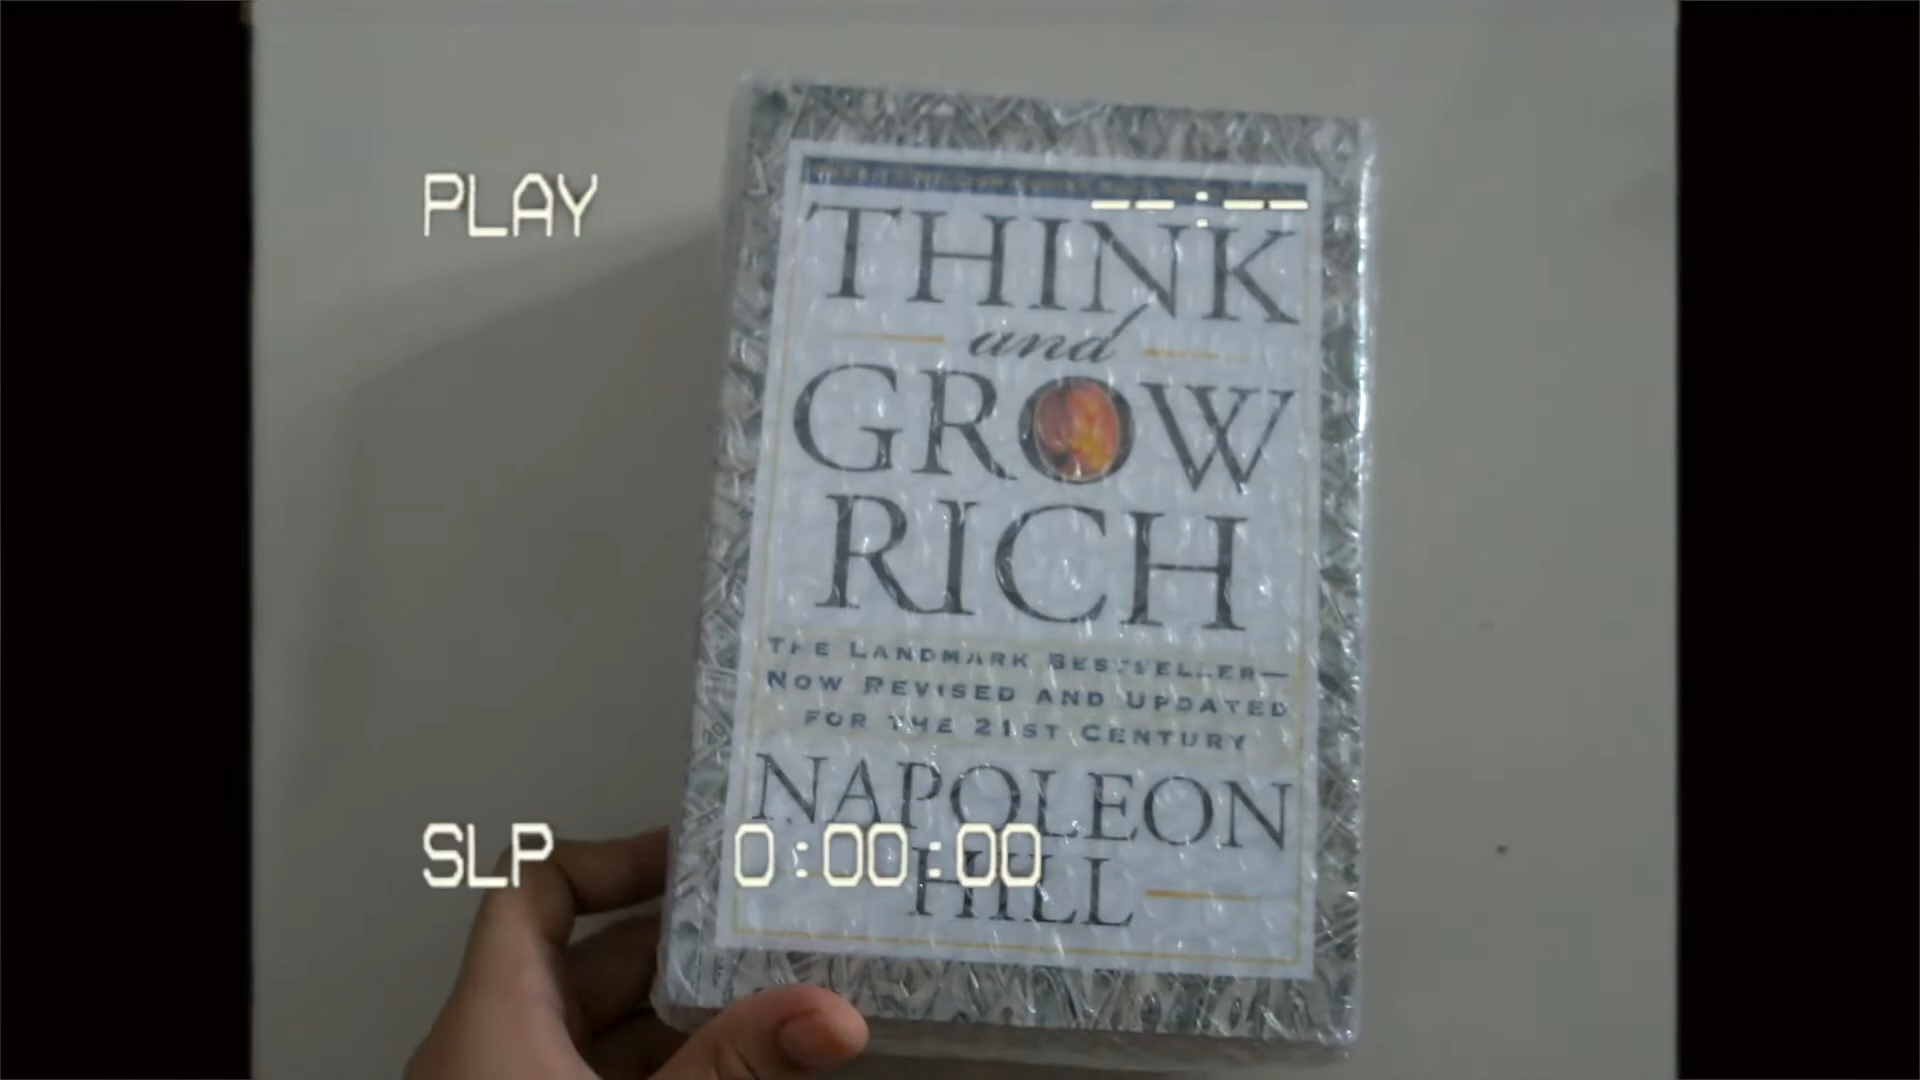 PLAY
--:--
THINK
and
GROW
RICH
THE LANDMARK BESTSELLER—
NOW REVISED AND UPDATED
FOR THE 21ST CENTURY
NAPOLEON
HILL
SLP 0:00:00